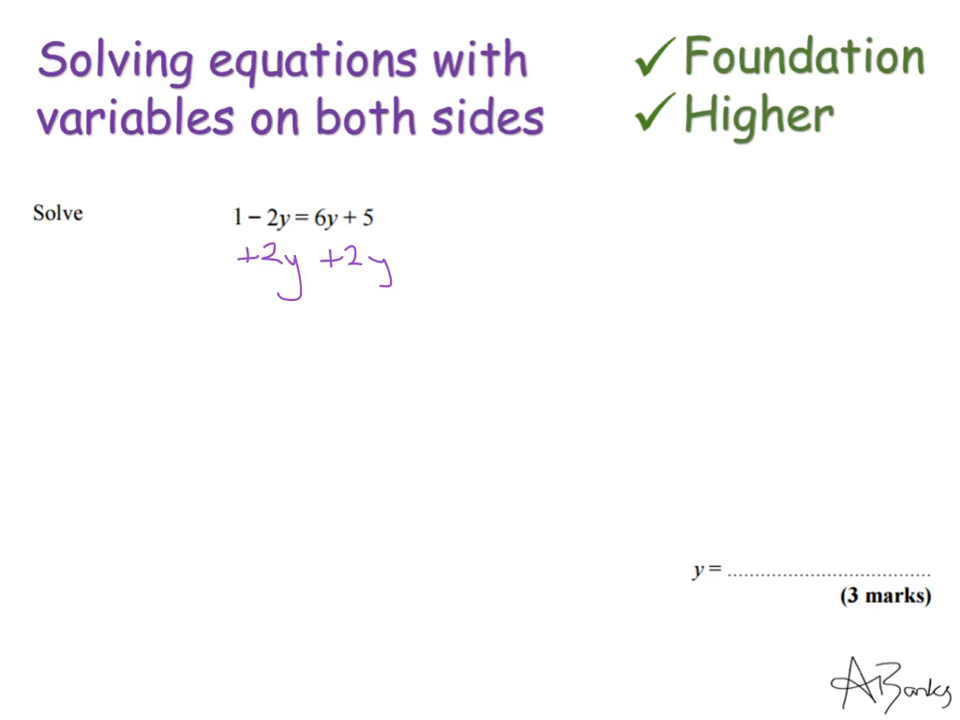 Solving equations with
variables on both sides
✓ Foundation
✓ Higher
Solve 1 − 2y = 6y + 5
+2y +2y
y = ......................................
(3 marks)
ABanks